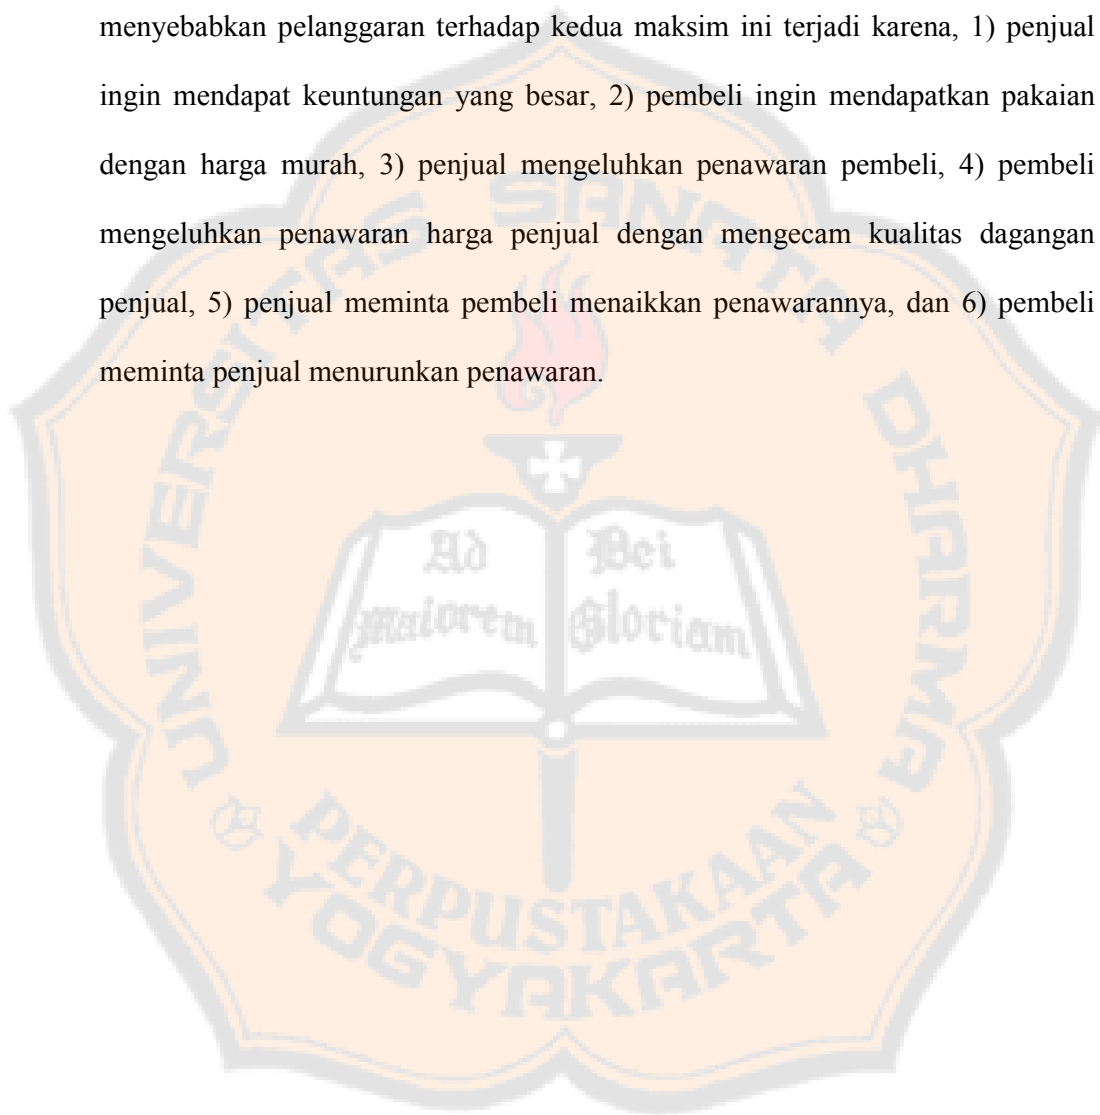 menyebabkan pelanggaran terhadap kedua maksim ini terjadi karena, 1) penjual
ingin mendapat keuntungan yang besar, 2) pembeli ingin mendapatkan pakaian
dengan harga murah, 3) penjual mengeluhkan penawaran pembeli, 4) pembeli
mengeluhkan penawaran harga penjual dengan mengecam kualitas dagangan
penjual, 5) penjual meminta pembeli menaikkan penawarannya, dan 6) pembeli
meminta penjual menurunkan penawaran.
UNIVERSITAS SANATA DHARMA
Ad Dei
maiorem Gloriam
PERPUSTAKAAN
YOGYAKARTA